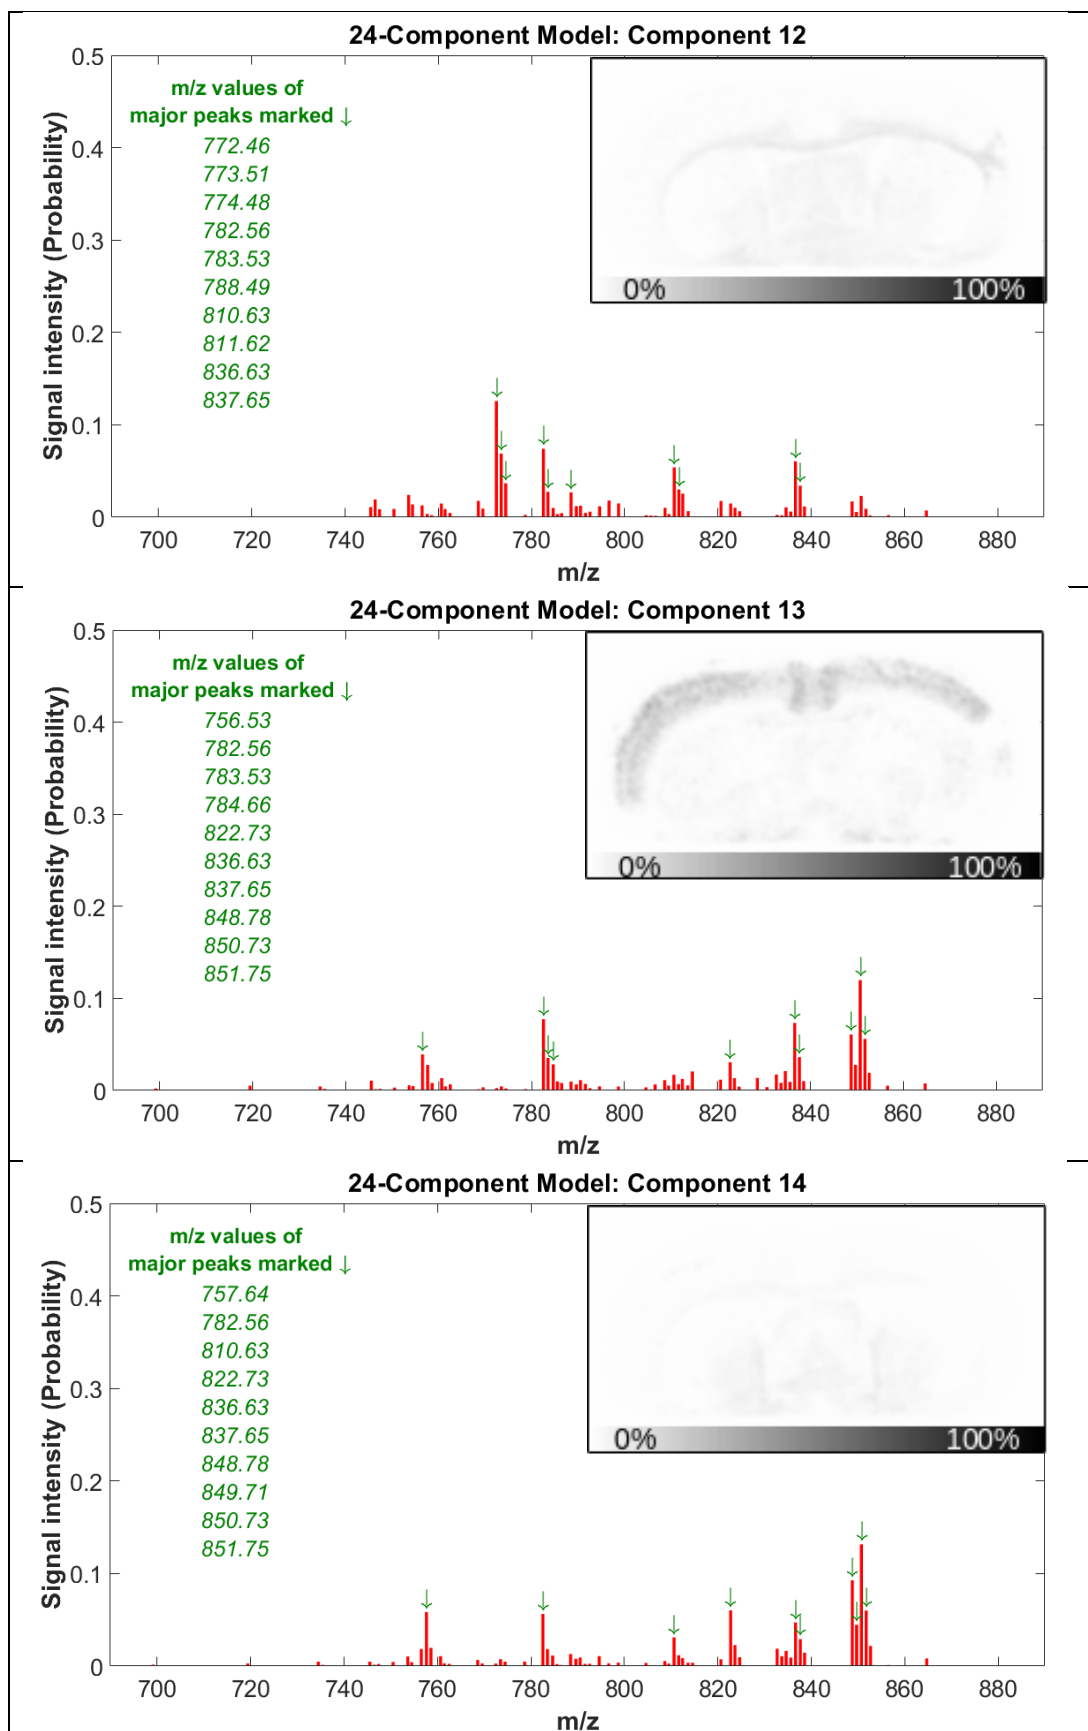 24-Component Model: Component 12
0.5
m/z values of
major peaks marked ↓
772.46
773.51
774.48
782.56
783.53
788.49
810.63
811.62
836.63
837.65
0% 100%
0.4
0.3
0.2
0.1
0
Signal intensity (Probability)
700 720 740 760 780 800 820 840 860 880
m/z
24-Component Model: Component 13
0.5
m/z values of
major peaks marked ↓
756.53
782.56
783.53
784.66
822.73
836.63
837.65
848.78
850.73
851.75
0% 100%
0.4
0.3
0.2
0.1
0
Signal intensity (Probability)
700 720 740 760 780 800 820 840 860 880
m/z
24-Component Model: Component 14
0.5
m/z values of
major peaks marked ↓
757.64
782.56
810.63
822.73
836.63
837.65
848.78
849.71
850.73
851.75
0% 100%
0.4
0.3
0.2
0.1
0
Signal intensity (Probability)
700 720 740 760 780 800 820 840 860 880
m/z